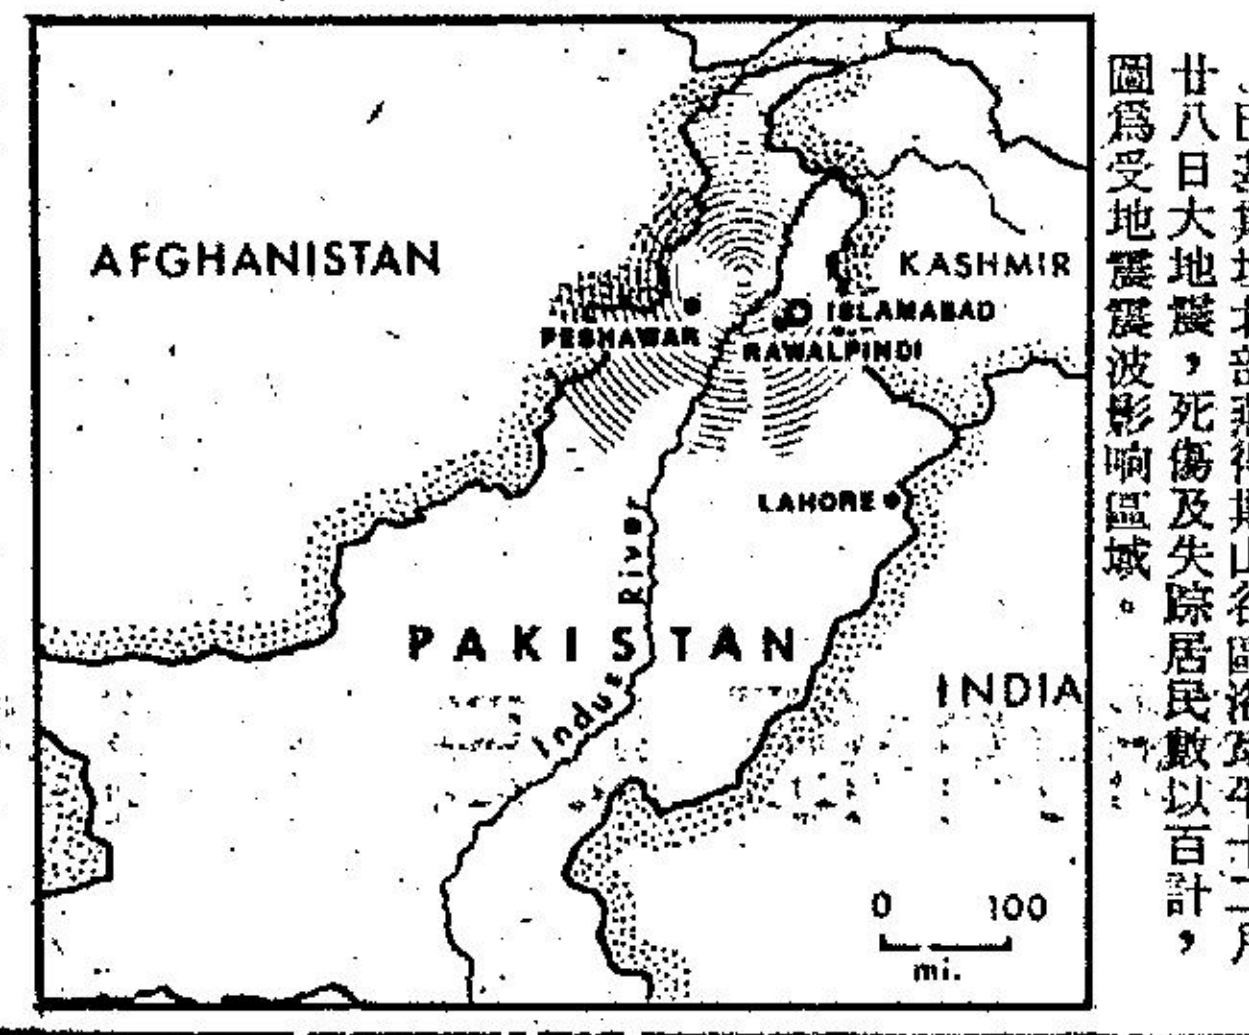 AFGHANISTAN
KASHMIR
ISLAMABAD
PESHAWAR
RAWALPINDI
LAHORE
Indus River
PAKISTAN
INDIA
0 100
mi.
廿八日大地震，死傷及失踪居民數以百計，
圖爲受地震震波影响區域。